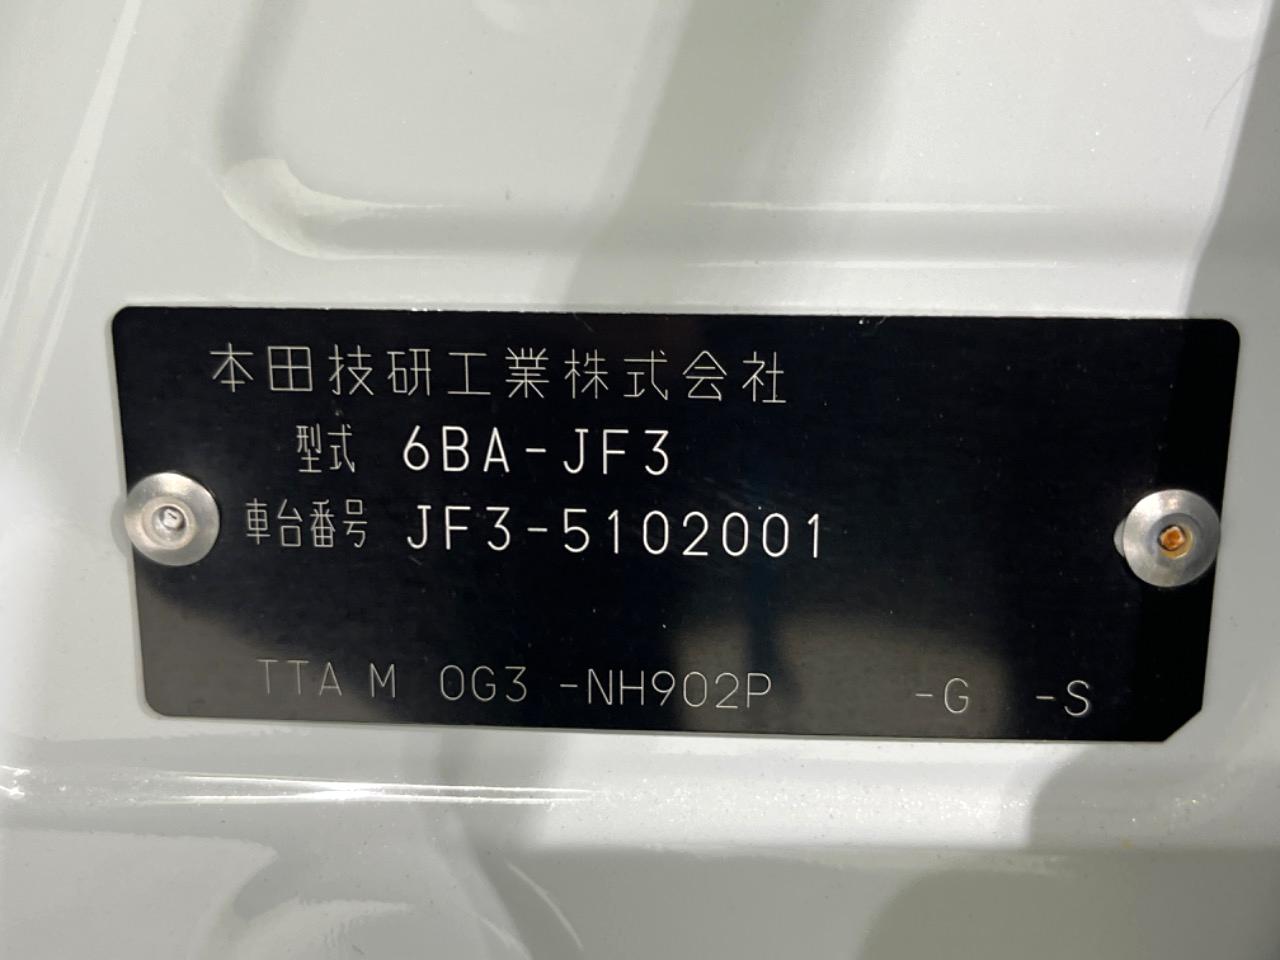 本田技研工業株式会社
型式 6BA-JF3
車台番号 JF3-5102001
TTA M 0G3 -NH902P -G -S